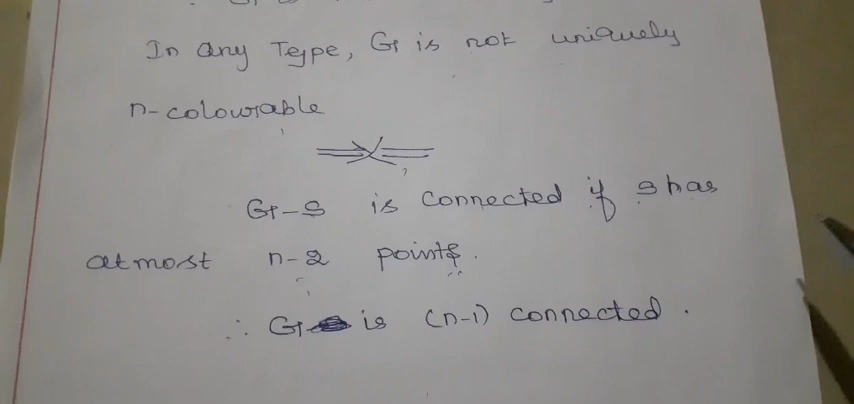 In any Type, G is not uniquely
n-colourable
G-S is connected if S has
atmost n-2 points.
∴ G is (n-1) connected.